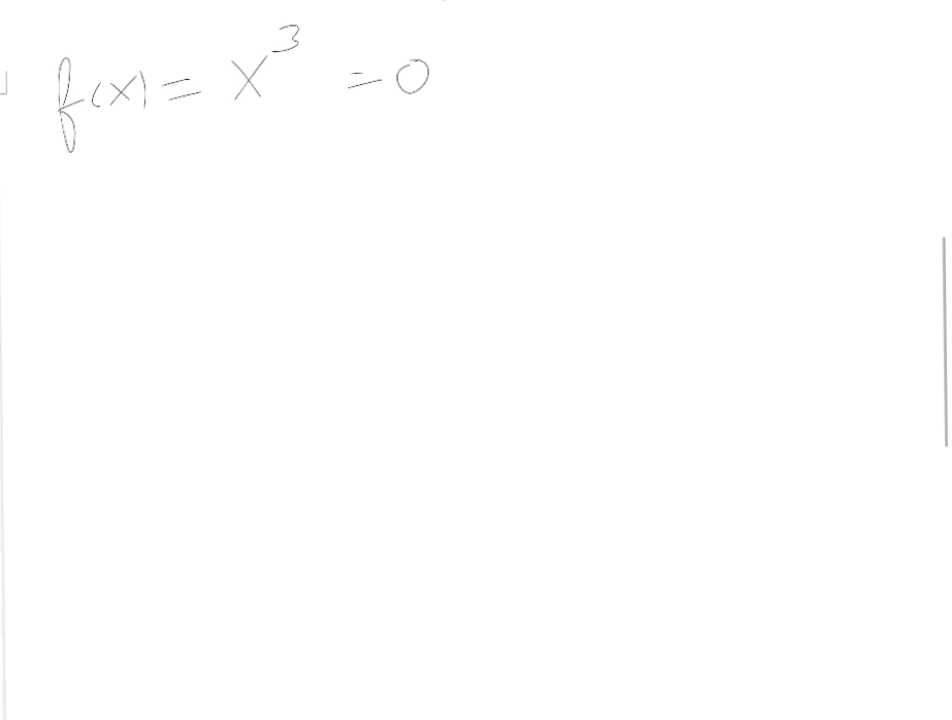 f(x) = x³ = 0